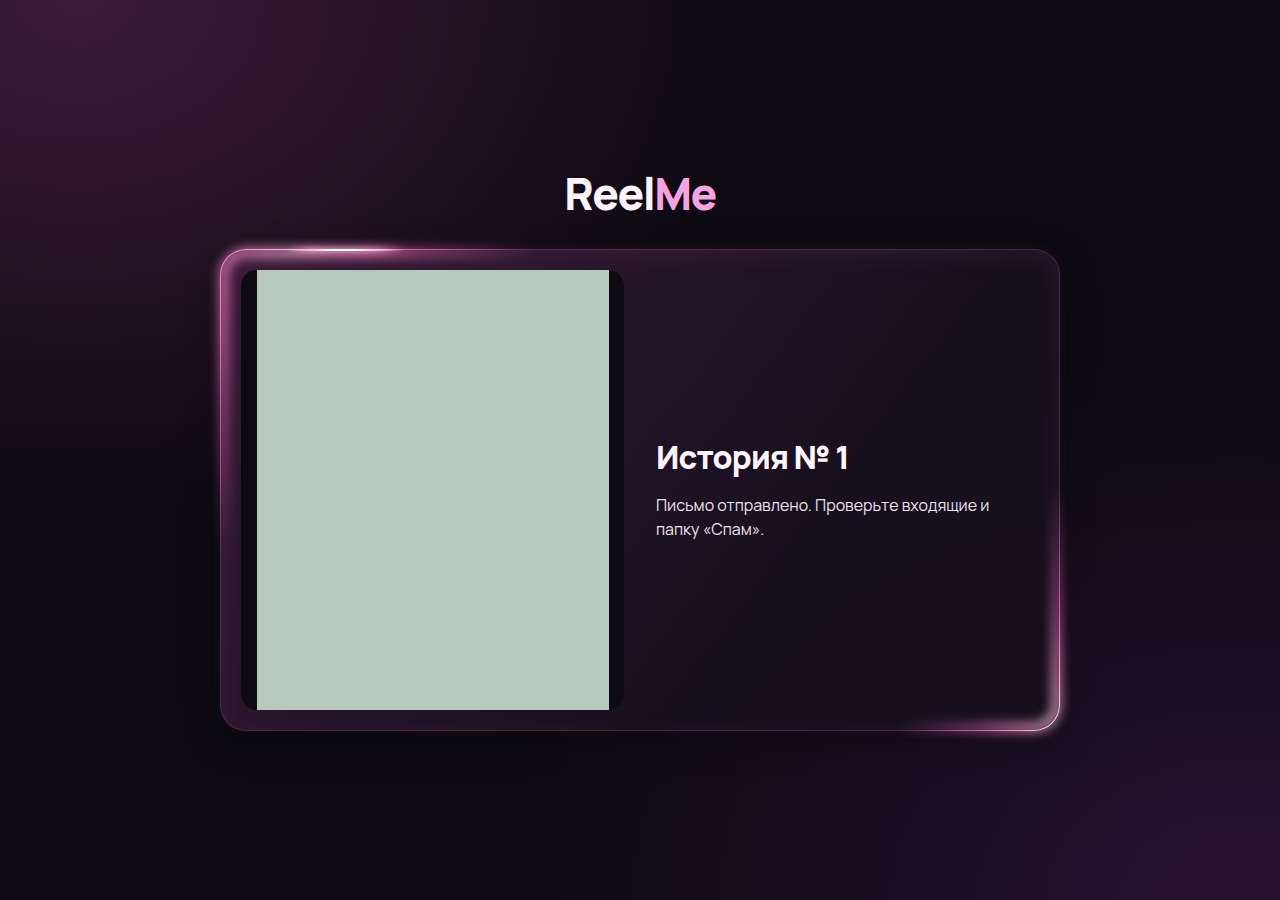 ReelMe
История № 1
Письмо отправлено. Проверьте входящие и
папку «Спам».